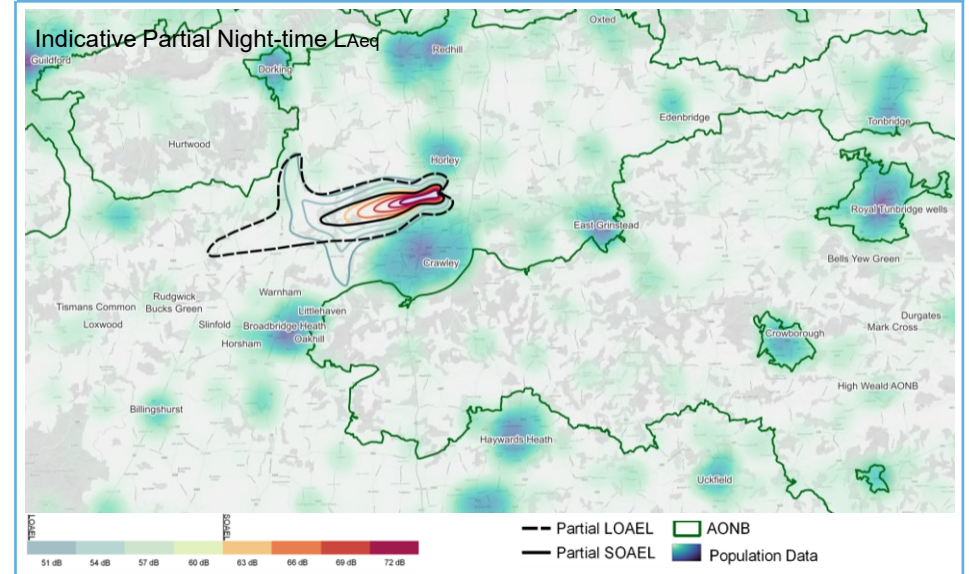 Indicative Partial Night-time LAeq
Oxted
Redhill
Guildford
Dorking
Edenbridge
Tonbridge
Hurtwood
Horley
Royal Tunbridge wells
East Grinstead
Bells Yew Green
Crawley
Warnham
Rudgwick
Tismans Common
Bucks Green
Littlehaven
Durgates
Loxwood
Slinfold
Broadbridge Heath
Mark Cross
Crowborough
Oakhill
Horsham
High Weald AONB
Billingshurst
Haywards Heath
Uckfield
LOAEL
SOAEL
51 dB 54 dB 57 dB 60 dB 63 dB 66 dB 69 dB 72 dB
Partial LOAEL
AONB
Partial SOAEL
Population Data